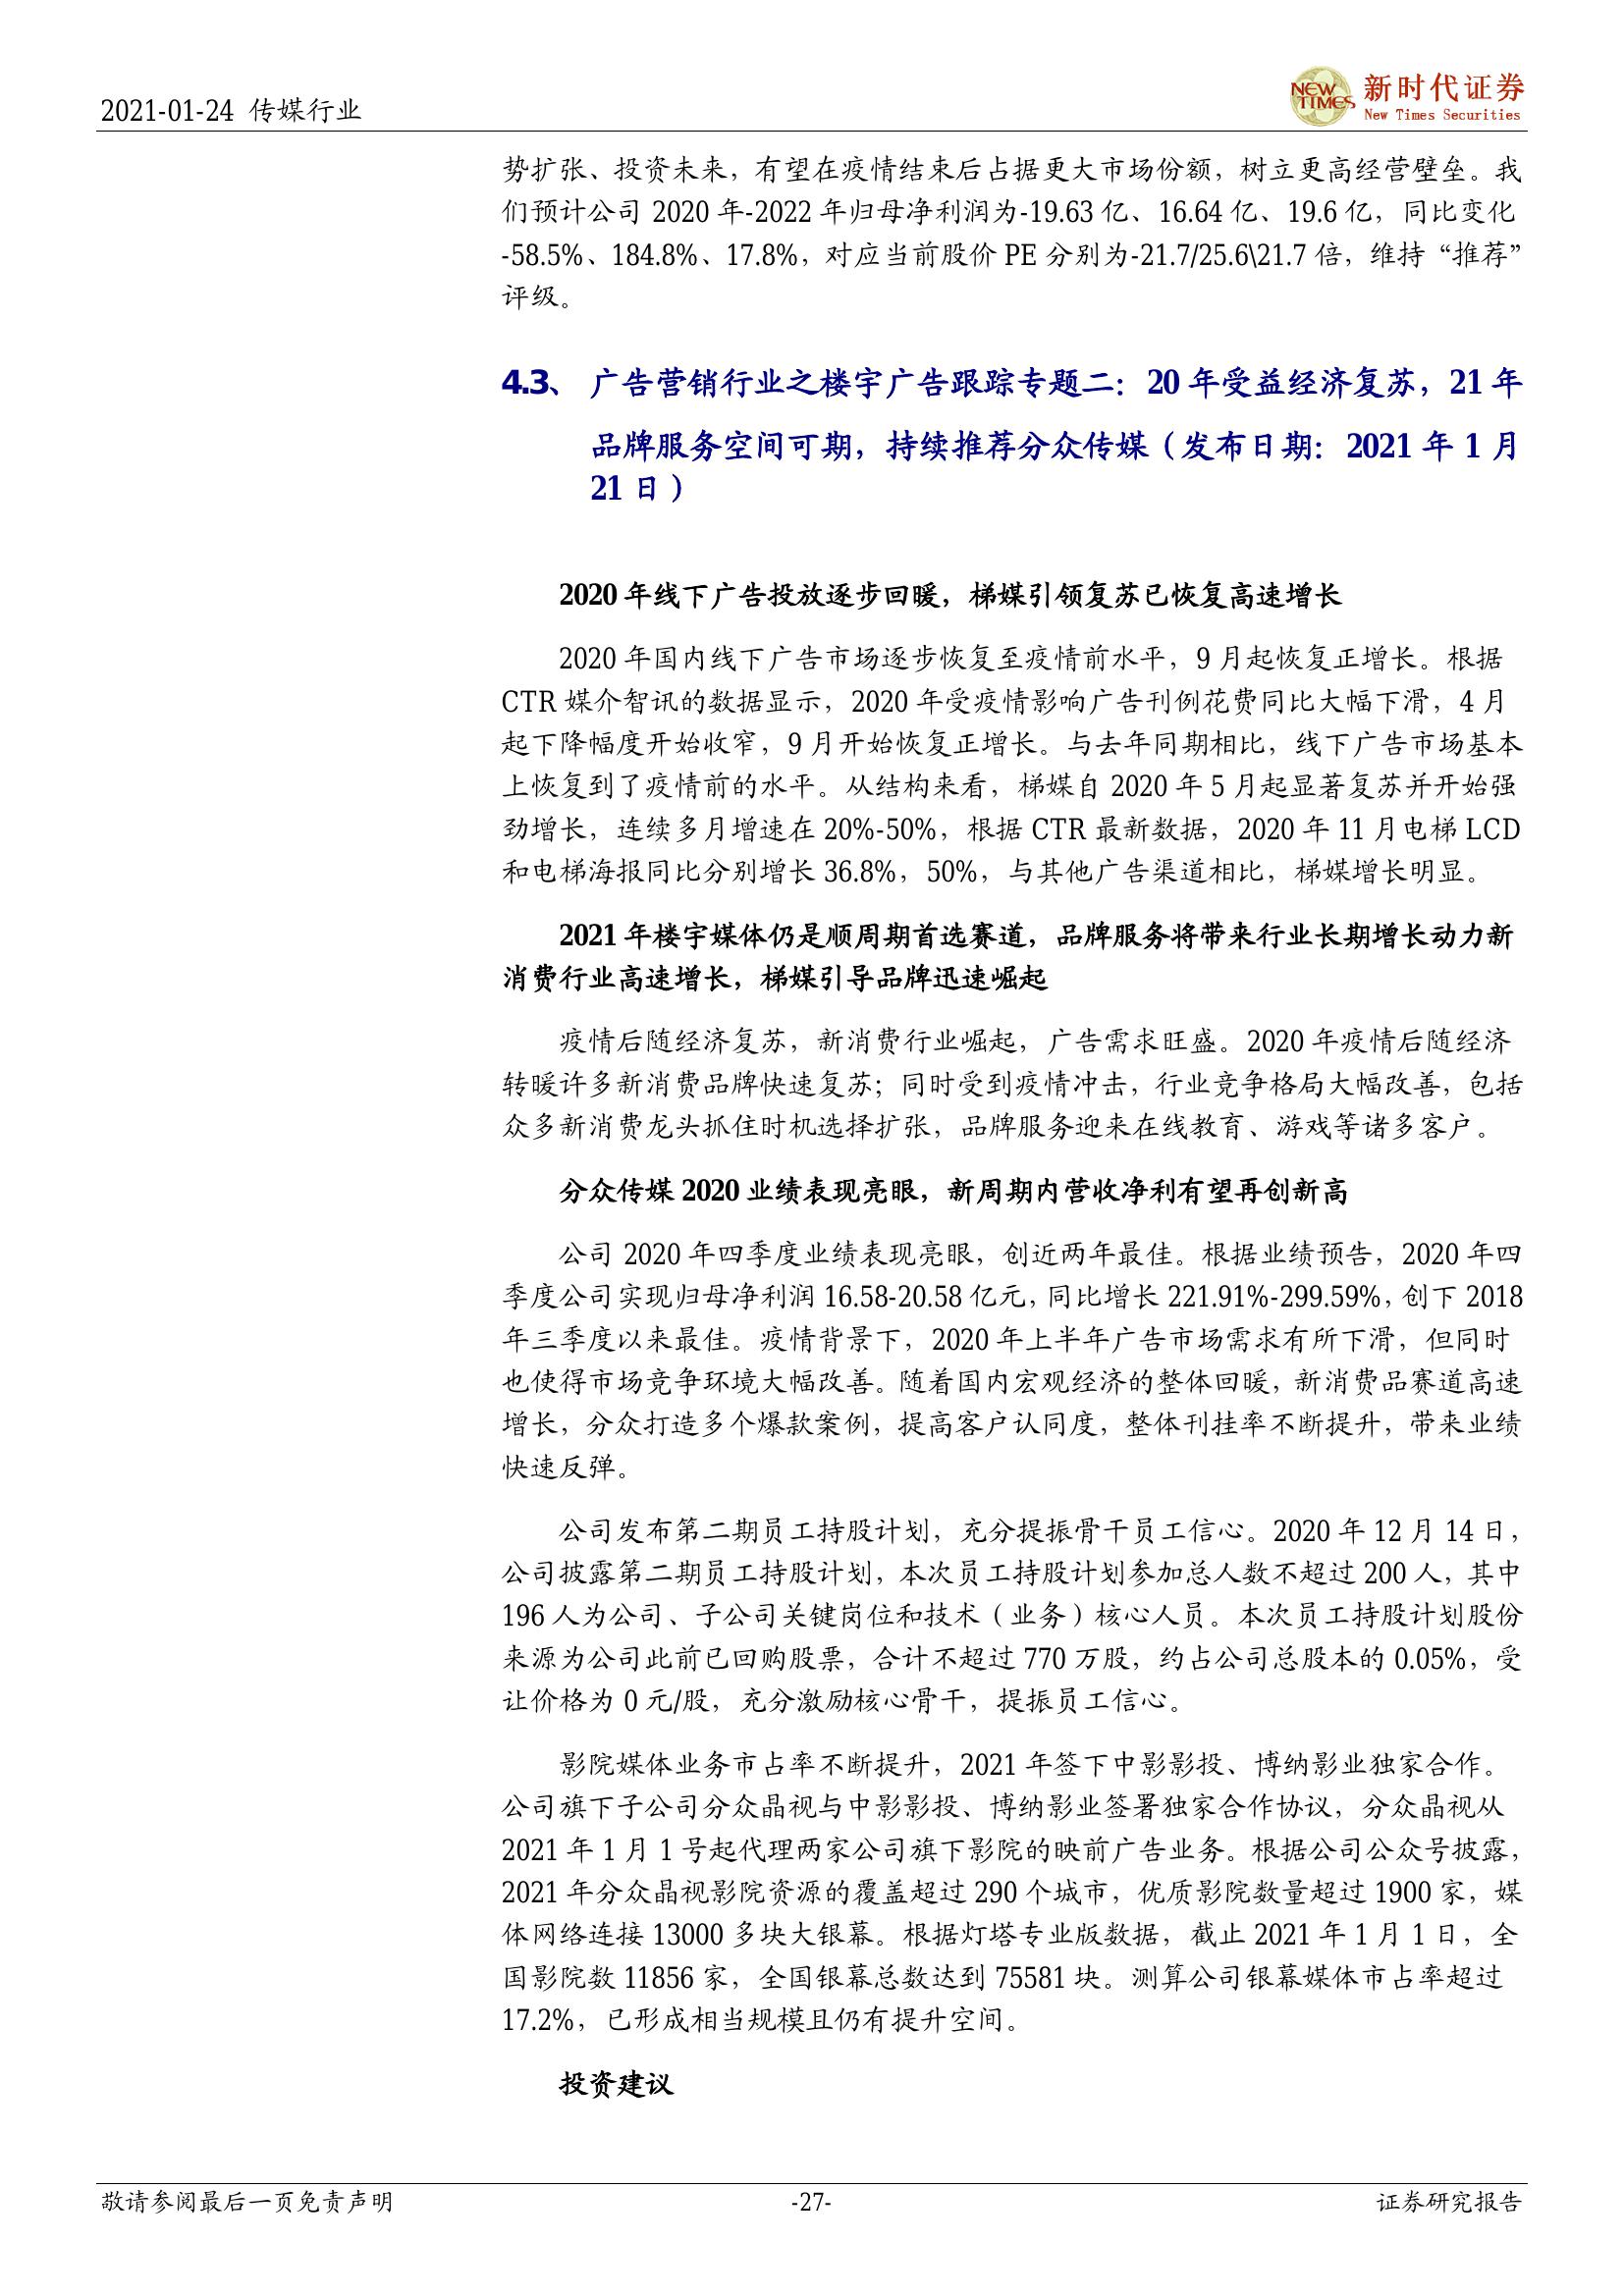 2021-01-24 传媒行业
NEW TIMES 新时代证券
New Times Securities
势扩张、投资未来，有望在疫情结束后占据更大市场份额，树立更高经营壁垒。我
们预计公司 2020 年-2022 年归母净利润为-19.63 亿、16.64 亿、19.6 亿，同比变化
-58.5%、184.8%、17.8%，对应当前股价 PE 分别为-21.7/25.6\21.7 倍，维持“推荐”
评级。
4.3、 广告营销行业之楼宇广告跟踪专题二：20 年受益经济复苏，21 年
品牌服务空间可期，持续推荐分众传媒（发布日期：2021 年 1 月
21 日）
2020 年线下广告投放逐步回暖，梯媒引领复苏已恢复高速增长
2020 年国内线下广告市场逐步恢复至疫情前水平，9 月起恢复正增长。根据
CTR 媒介智讯的数据显示，2020 年受疫情影响广告刊例花费同比大幅下滑，4 月
起下降幅度开始收窄，9 月开始恢复正增长。与去年同期相比，线下广告市场基本
上恢复到了疫情前的水平。从结构来看，梯媒自 2020 年 5 月起显著复苏并开始强
劲增长，连续多月增速在 20%-50%，根据 CTR 最新数据，2020 年 11 月电梯 LCD
和电梯海报同比分别增长 36.8%，50%，与其他广告渠道相比，梯媒增长明显。
2021 年楼宇媒体仍是顺周期首选赛道，品牌服务将带来行业长期增长动力新
消费行业高速增长，梯媒引导品牌迅速崛起
疫情后随经济复苏，新消费行业崛起，广告需求旺盛。2020 年疫情后随经济
转暖许多新消费品牌快速复苏；同时受到疫情冲击，行业竞争格局大幅改善，包括
众多新消费龙头抓住时机选择扩张，品牌服务迎来在线教育、游戏等诸多客户。
分众传媒 2020 业绩表现亮眼，新周期内营收净利有望再创新高
公司 2020 年四季度业绩表现亮眼，创近两年最佳。根据业绩预告，2020 年四
季度公司实现归母净利润 16.58-20.58 亿元，同比增长 221.91%-299.59%，创下 2018
年三季度以来最佳。疫情背景下，2020 年上半年广告市场需求有所下滑，但同时
也使得市场竞争环境大幅改善。随着国内宏观经济的整体回暖，新消费品赛道高速
增长，分众打造多个爆款案例，提高客户认同度，整体刊挂率不断提升，带来业绩
快速反弹。
公司发布第二期员工持股计划，充分提振骨干员工信心。2020 年 12 月 14 日，
公司披露第二期员工持股计划，本次员工持股计划参加总人数不超过 200 人，其中
196 人为公司、子公司关键岗位和技术（业务）核心人员。本次员工持股计划股份
来源为公司此前已回购股票，合计不超过 770 万股，约占公司总股本的 0.05%，受
让价格为 0 元/股，充分激励核心骨干，提振员工信心。
影院媒体业务市占率不断提升，2021 年签下中影影投、博纳影业独家合作。
公司旗下子公司分众晶视与中影影投、博纳影业签署独家合作协议，分众晶视从
2021 年 1 月 1 号起代理两家公司旗下影院的映前广告业务。根据公司公众号披露，
2021 年分众晶视影院资源的覆盖超过 290 个城市，优质影院数量超过 1900 家，媒
体网络连接 13000 多块大银幕。根据灯塔专业版数据，截止 2021 年 1 月 1 日，全
国影院数 11856 家，全国银幕总数达到 75581 块。测算公司银幕媒体市占率超过
17.2%，已形成相当规模且仍有提升空间。
投资建议
敬请参阅最后一页免责声明 -27- 证券研究报告